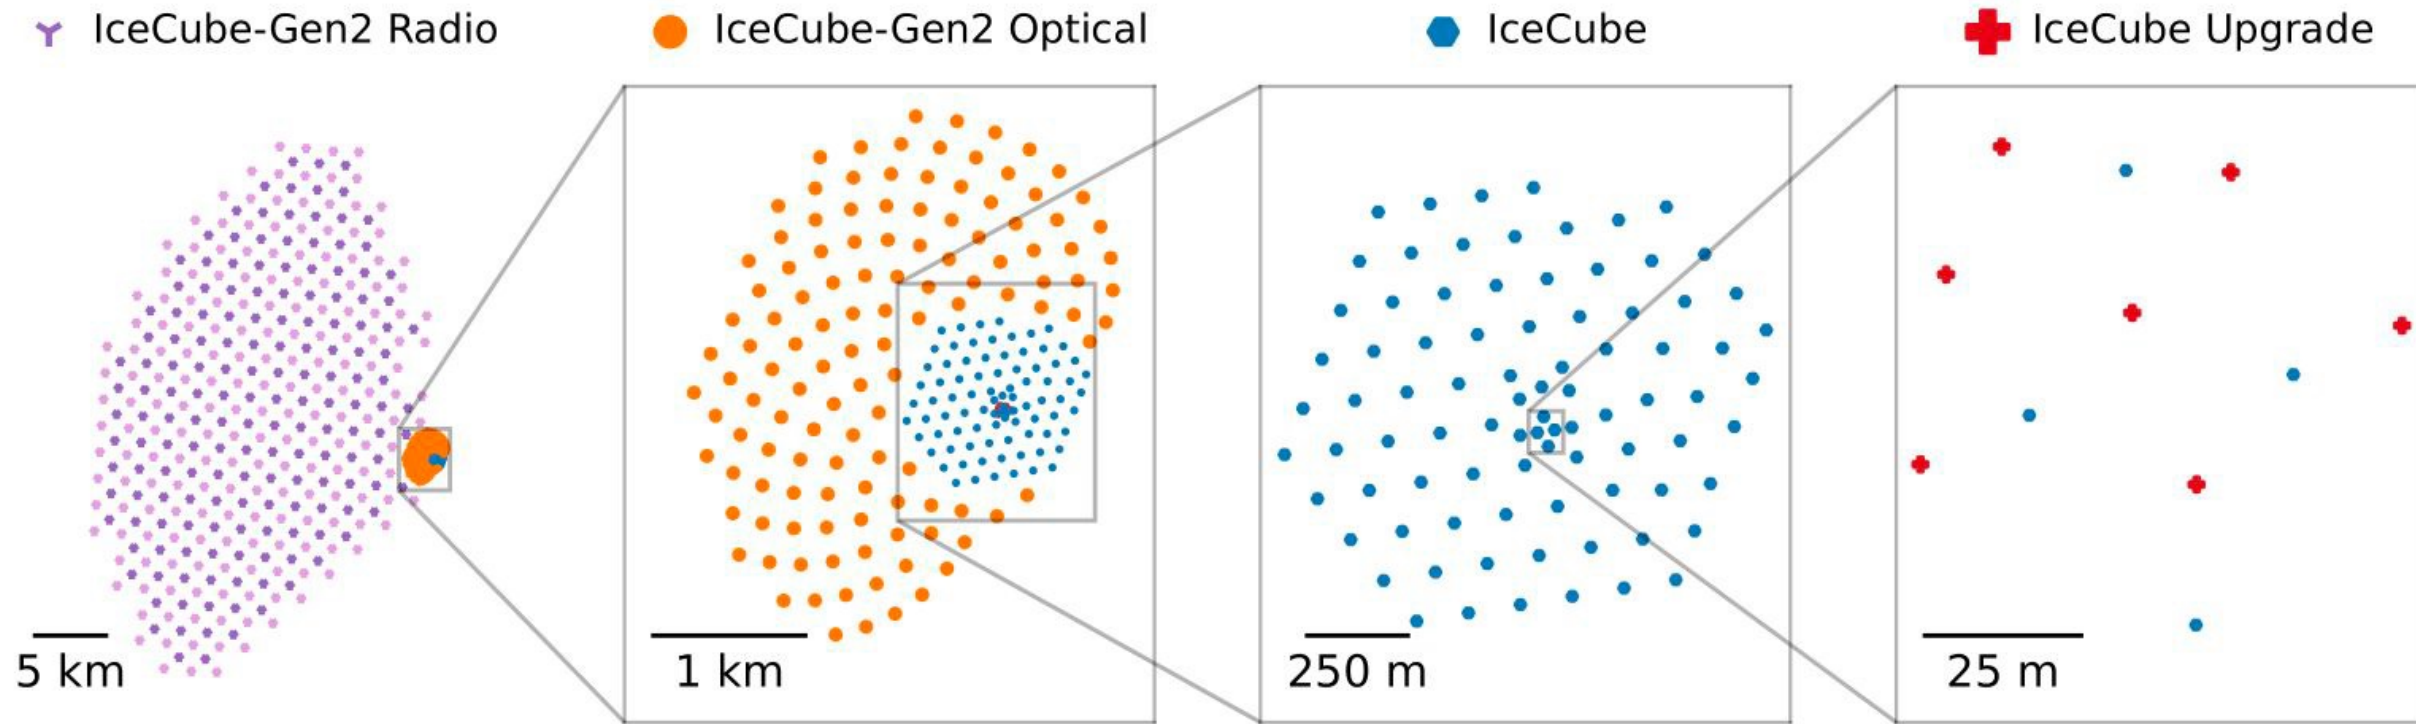 IceCube-Gen2 Radio
IceCube-Gen2 Optical
IceCube
IceCube Upgrade
5 km
1 km
250 m
25 m